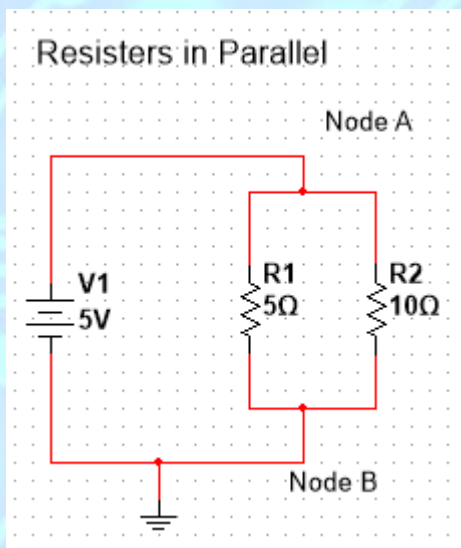 Resisters in Parallel
Node A
V1
5V
R1
5Ω
R2
10Ω
Node B